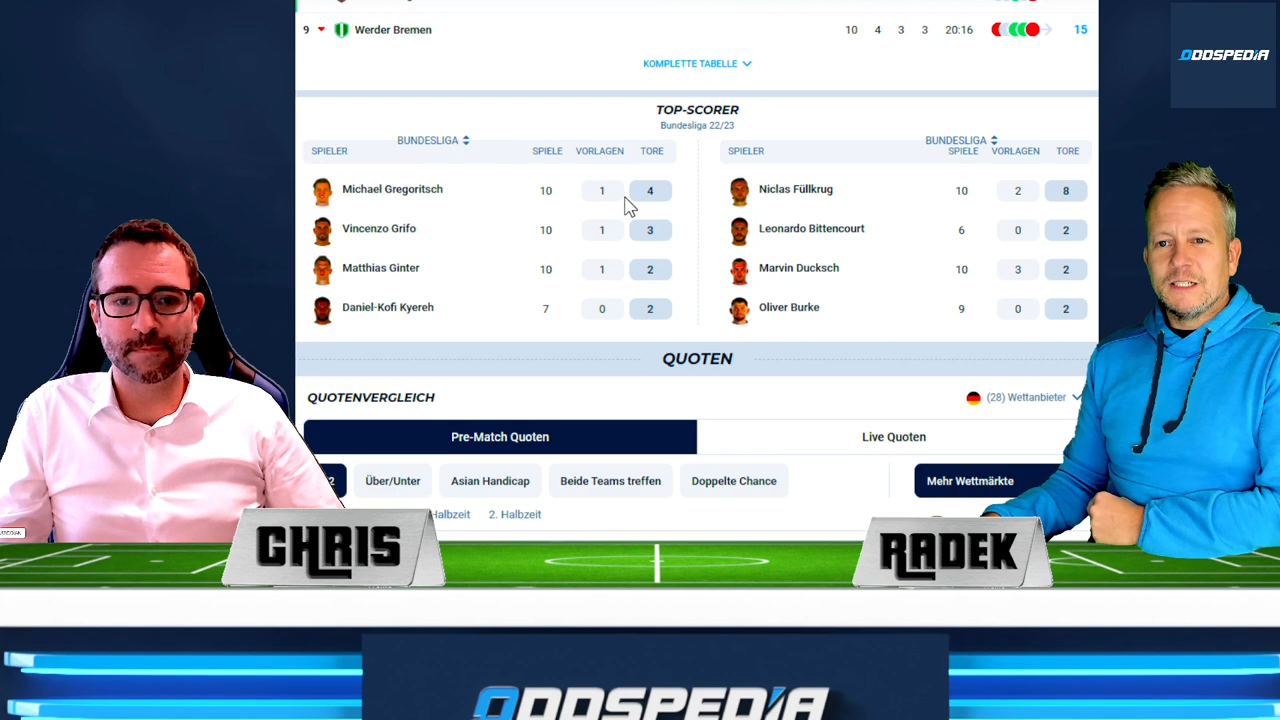 9 Werder Bremen 10 4 3 3 20:16 15
ODDSPEDIA
KOMPLETTE TABELLE
TOP-SCORER
Bundesliga 22/23
BUNDESLIGA
SPIELER SPIELE VORLAGEN TORE
Michael Gregoritsch 10 1 4
Vincenzo Grifo 10 1 3
Matthias Ginter 10 1 2
Daniel-Kofi Kyereh 7 0 2
BUNDESLIGA
SPIELER SPIELE VORLAGEN TORE
Niclas Füllkrug 10 2 8
Leonardo Bittencourt 6 0 2
Marvin Ducksch 10 3 2
Oliver Burke 9 0 2
QUOTEN
QUOTENVERGLEICH
(28) Wettanbieter
Pre-Match Quoten Live Quoten
2 Über/Unter Asian Handicap Beide Teams treffen Doppelte Chance Mehr Wettmärkte
Halbzeit 2. Halbzeit
CHRIS
RADEK
ODDSPEDIA